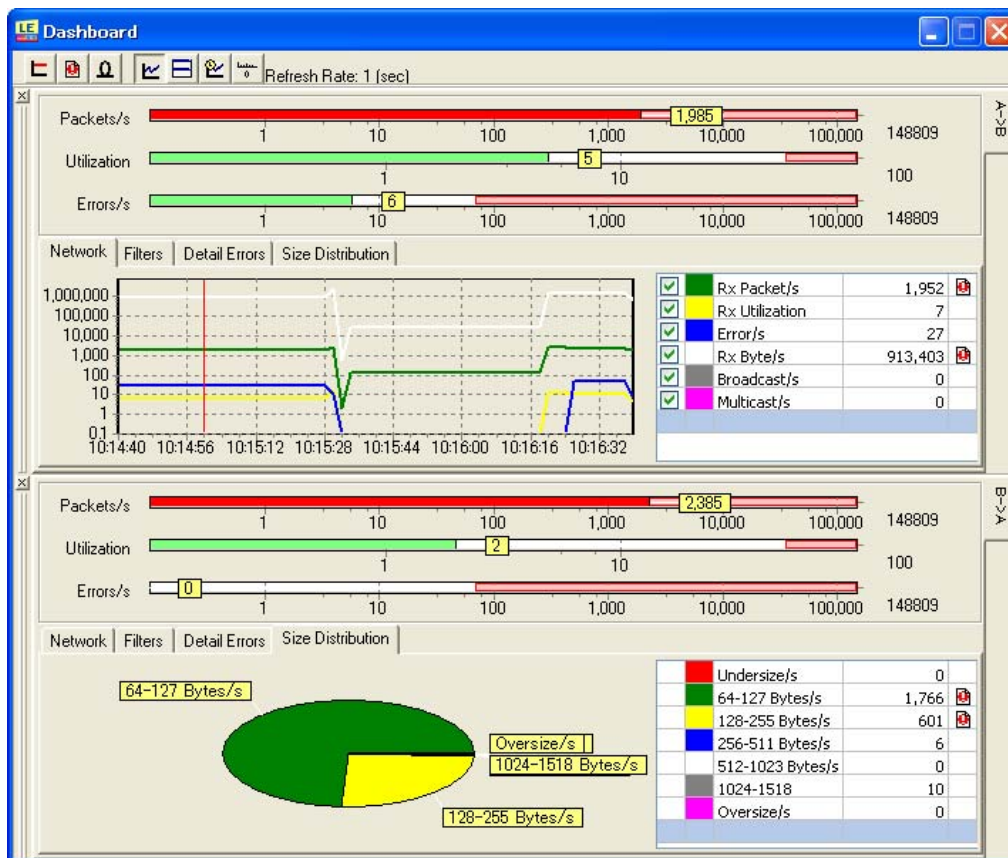 LE Dashboard
Refresh Rate: 1 (sec)
A->B
Packets/s 1,985
1 10 100 1,000 10,000 100,000 148809
Utilization 5
1 10 100
Errors/s 6
1 10 100 1,000 10,000 100,000 148809
Network Filters Detail Errors Size Distribution
1,000,000
100,000
10,000
1,000
100
10
1
0.1
10:14:40 10:14:56 10:15:12 10:15:28 10:15:44 10:16:00 10:16:16 10:16:32
Rx Packet/s 1,952
Rx Utilization 7
Error/s 27
Rx Byte/s 913,403
Broadcast/s 0
Multicast/s 0
B->A
Packets/s 2,385
1 10 100 1,000 10,000 100,000 148809
Utilization 2
1 10 100
Errors/s 0
1 10 100 1,000 10,000 100,000 148809
Network Filters Detail Errors Size Distribution
64-127 Bytes/s
Oversize/s
1024-1518 Bytes/s
128-255 Bytes/s
Undersize/s 0
64-127 Bytes/s 1,766
128-255 Bytes/s 601
256-511 Bytes/s 6
512-1023 Bytes/s 0
1024-1518 10
Oversize/s 0